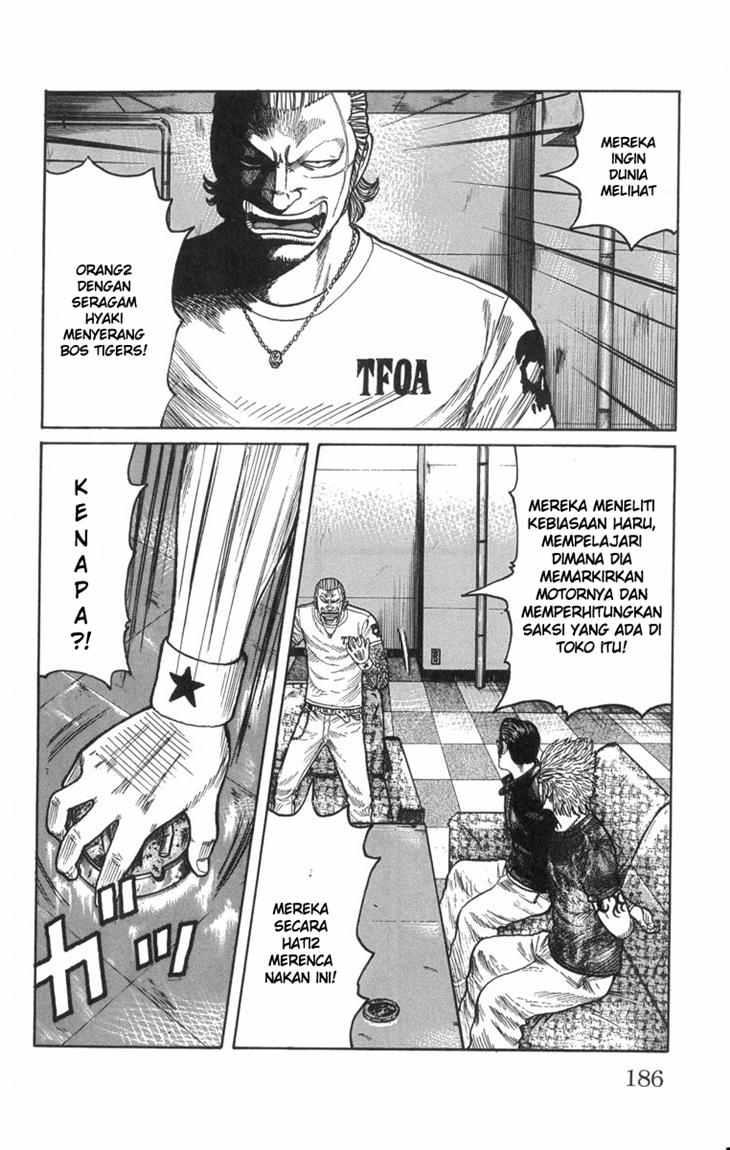 MEREKA
INGIN
DUNIA
MELIHAT
ORANG2
DENGAN
SERAGAM
HYAKI
MENYERANG
BOS TIGERS!
TFOA
MEREKA MENELITI
KEBIASAAN HARU,
MEMPELAJARI
DIMANA DIA
MEMARKIRKAN
MOTORNYA DAN
MEMPERHITUNGKAN
SAKSI YANG ADA DI
TOKO ITU!
MEREKA
SECARA
HATI2
MERENCA
NAKAN INI!
K
E
N
A
P
A
?!
ガッ
186